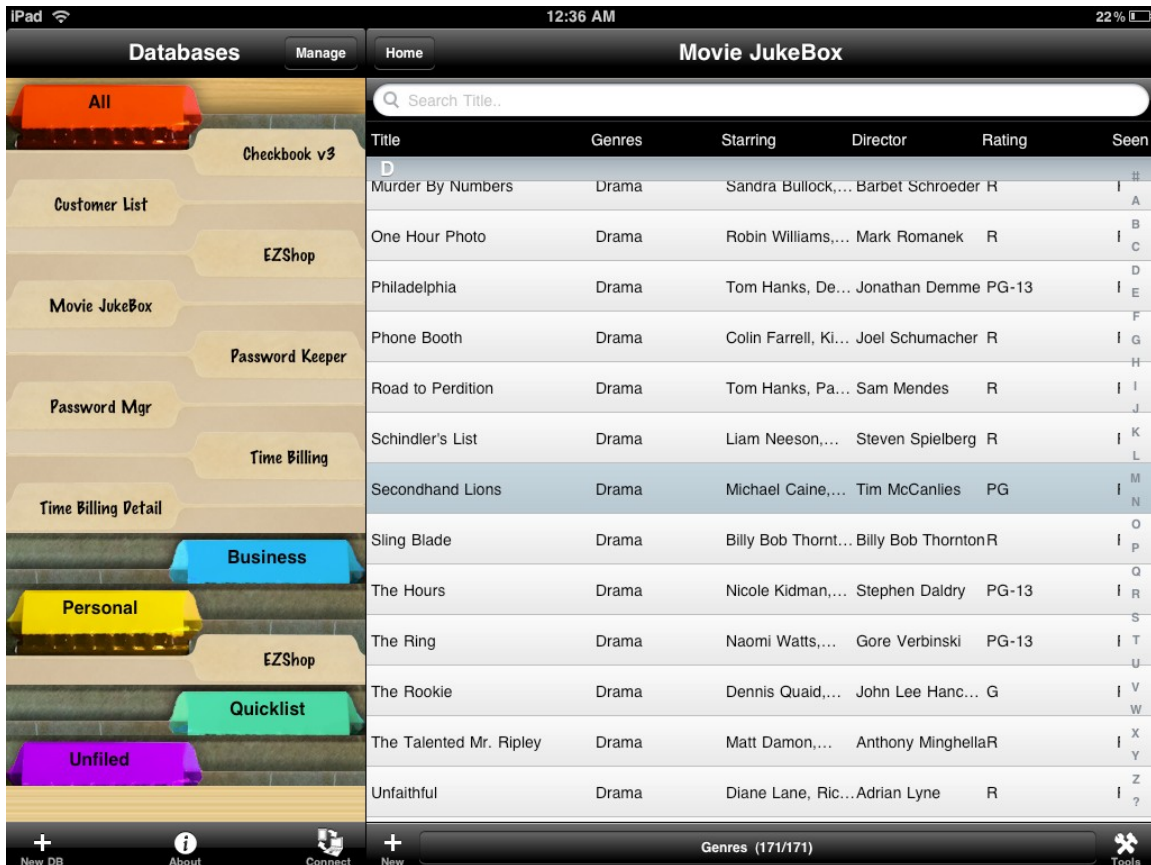 iPad 12:36 AM 22%
Databases Manage
All
Checkbook v3
Customer List
EZShop
Movie JukeBox
Password Keeper
Password Mgr
Time Billing
Time Billing Detail
Business
Personal
EZShop
Quicklist
Unfiled
New DB About Connect
Home Movie JukeBox
Search Title..
Title Genres Starring Director Rating Seen
D
Murder By Numbers Drama Sandra Bullock,... Barbet Schroeder R
One Hour Photo Drama Robin Williams,... Mark Romanek R
Philadelphia Drama Tom Hanks, De... Jonathan Demme PG-13
Phone Booth Drama Colin Farrell, Ki... Joel Schumacher R
Road to Perdition Drama Tom Hanks, Pa... Sam Mendes R
Schindler's List Drama Liam Neeson,... Steven Spielberg R
Secondhand Lions Drama Michael Caine,... Tim McCanlies PG
Sling Blade Drama Billy Bob Thornt... Billy Bob Thornton R
The Hours Drama Nicole Kidman,... Stephen Daldry PG-13
The Ring Drama Naomi Watts,... Gore Verbinski PG-13
The Rookie Drama Dennis Quaid,... John Lee Hanc... G
The Talented Mr. Ripley Drama Matt Damon,... Anthony Minghella R
Unfaithful Drama Diane Lane, Ric... Adrian Lyne R
#
A
B
C
D
E
F
G
H
I
J
K
L
M
N
O
P
Q
R
S
T
U
V
W
X
Y
Z
?
New Genres (171/171) Tools